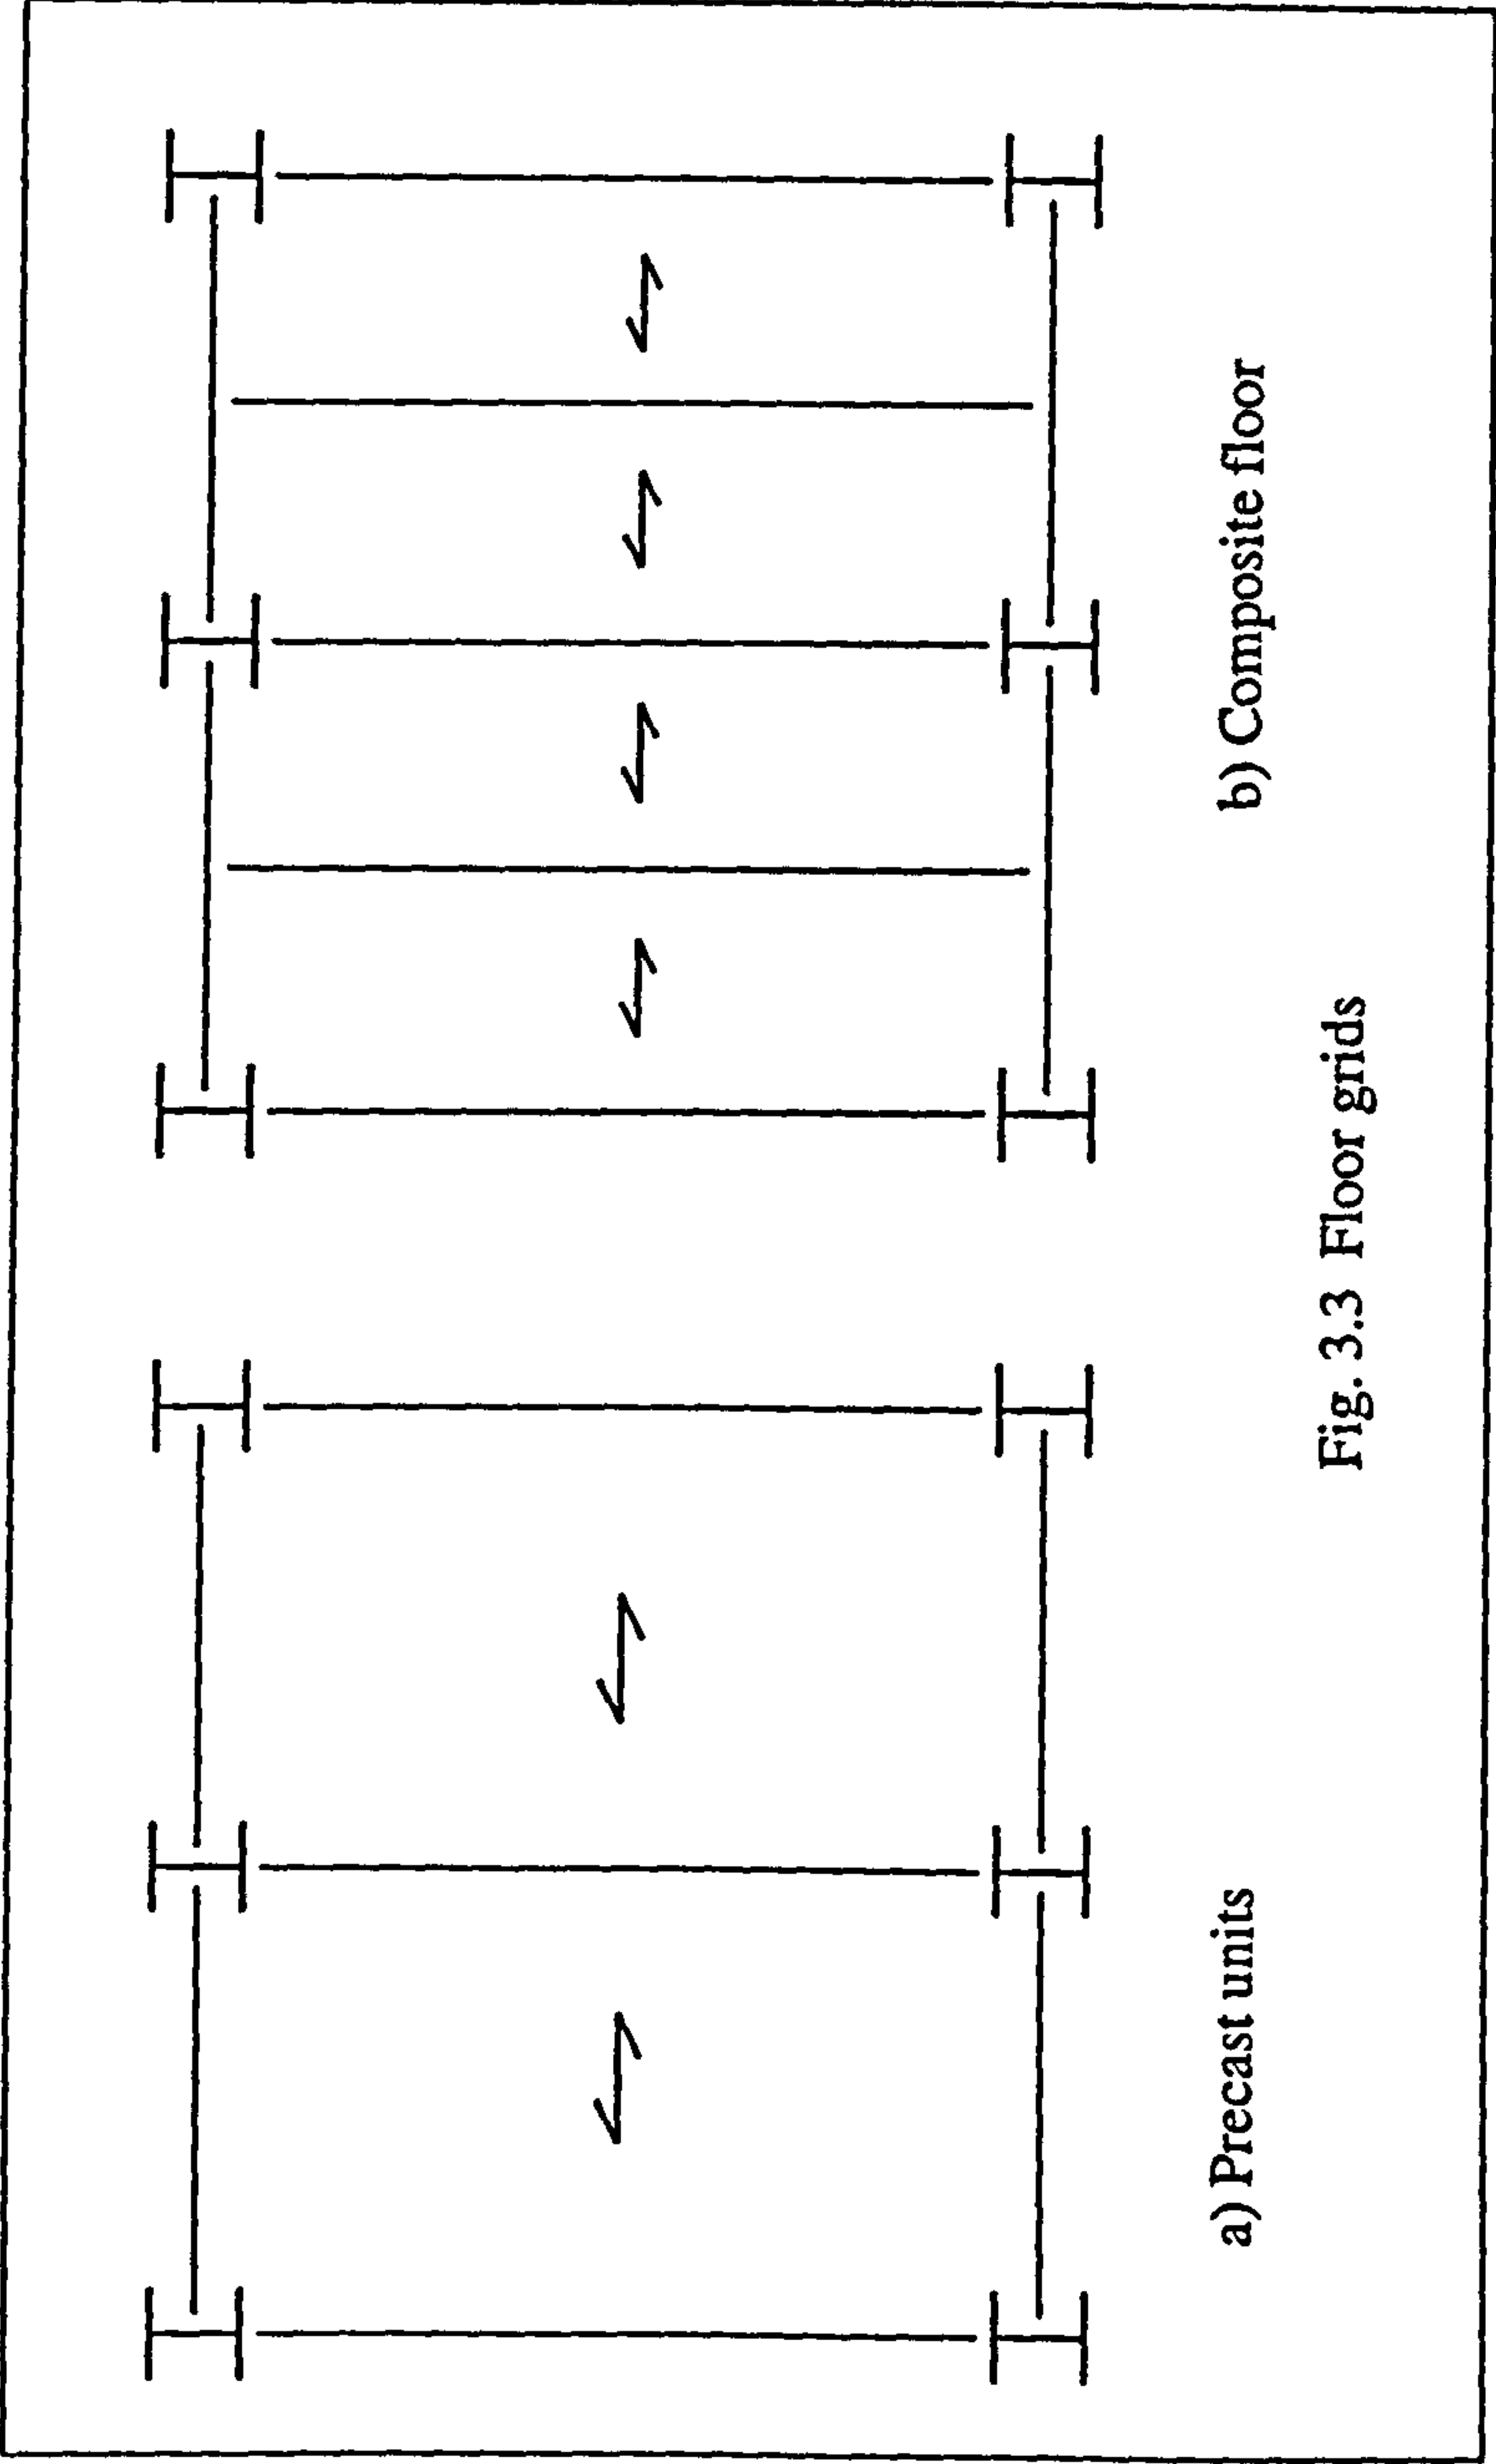 a) Precast units
b) Composite floor
Fig. 3.3 Floor grids